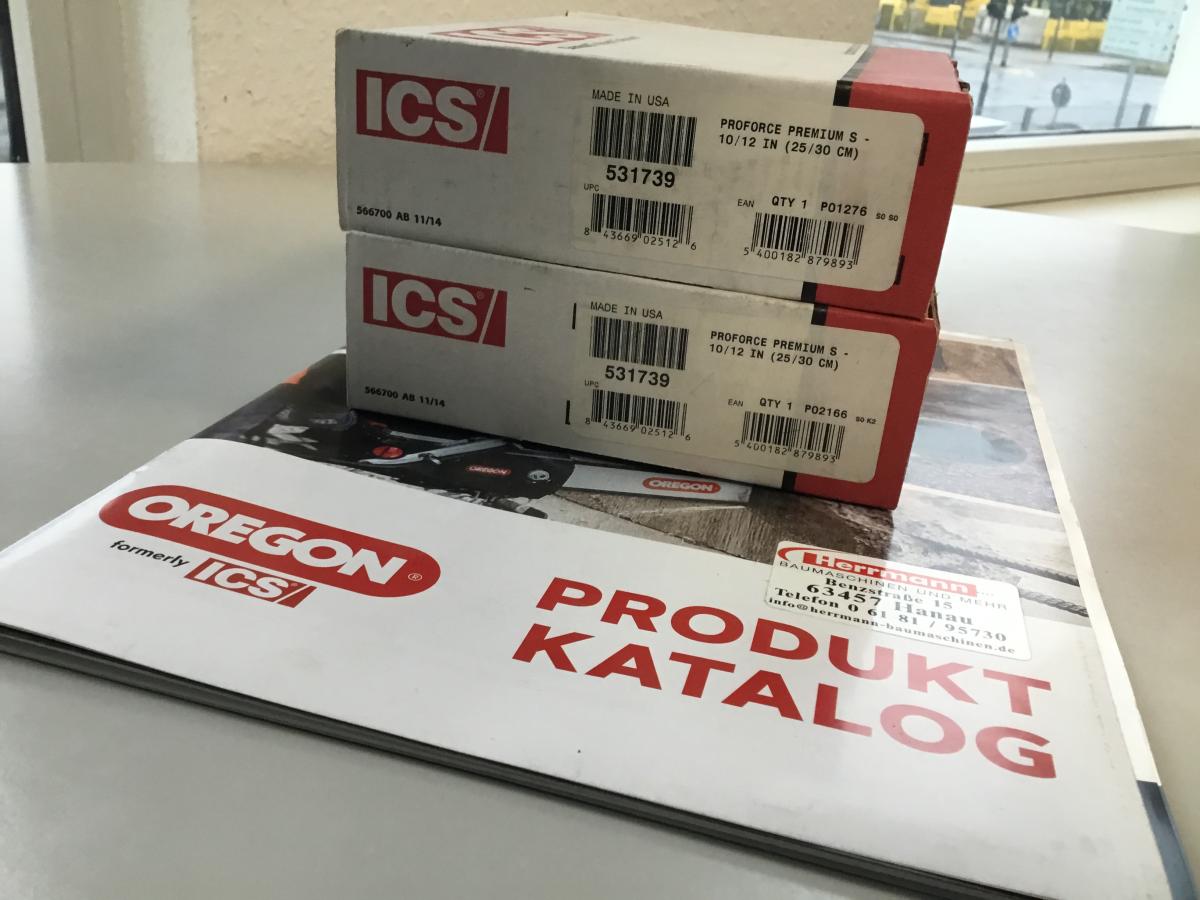 ICS®
MADE IN USA
531739
UPC
8 43669 02512 6
PROFORCE PREMIUM S -
10/12 IN (25/30 CM)
QTY 1 P01276 SO SO
EAN
5 400182 879893
566700 AB 11/14
ICS®
MADE IN USA
531739
UPC
8 43669 02512 6
PROFORCE PREMIUM S -
10/12 IN (25/30 CM)
QTY 1 P02166 SO K2
EAN
5 400182 879893
566700 AB 11/14
OREGON
OREGON
OREGON®
formerly ICS®
Herrmann
BAUMASCHINEN UND MEHR...
Benzstraße 15
63457 Hanau
Telefon 0 61 81 / 95730
info@herrmann-baumaschinen.de
PRODUKT
KATALOG